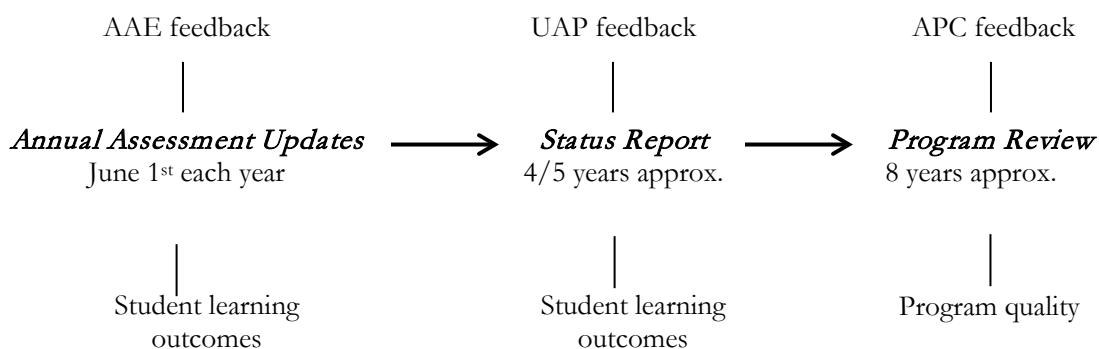 AAE feedback
UAP feedback
APC feedback
Annual Assessment Updates
Status Report
Program Review
June 1st each year
4/5 years approx.
8 years approx.
Student learning
outcomes
Student learning
outcomes
Program quality